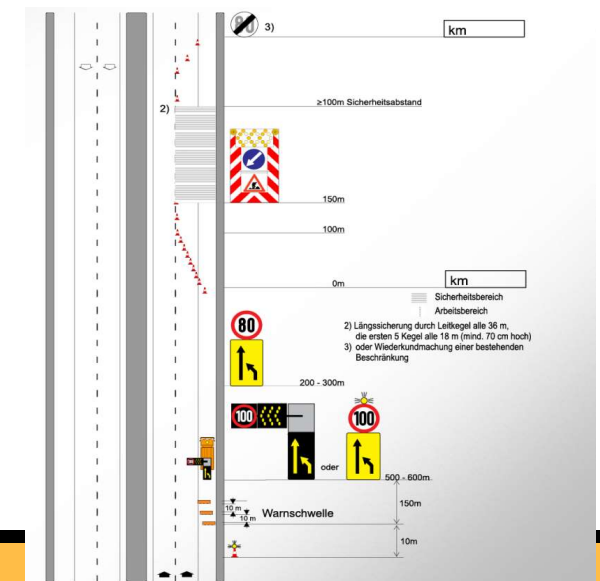 80 3)
km
2)
≥100m Sicherheitsabstand
150m
100m
0m
km
Sicherheitsbereich
Arbeitsbereich
2) Längssicherung durch Leitkegel alle 36 m,
die ersten 5 Kegel alle 18 m (mind. 70 cm hoch)
3) oder Wiederkundmachung einer bestehenden
Beschränkung
80
200 - 300m
100
100
oder
500 - 600m
10 m
10 m
Warnschwelle
150m
10m